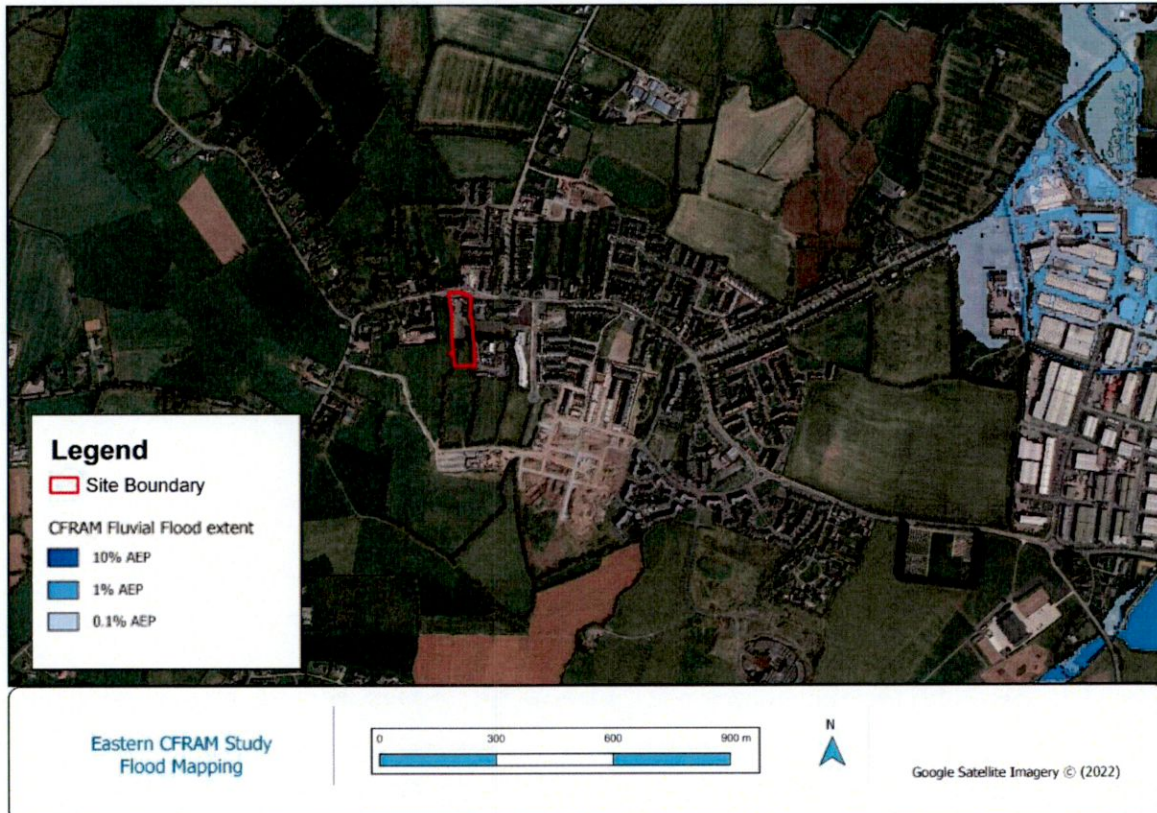 Legend
Site Boundary
CFRAM Fluvial Flood extent
10% AEP
1% AEP
0.1% AEP
Eastern CFRAM Study
Flood Mapping
0 300 600 900 m
N
Google Satellite Imagery © (2022)